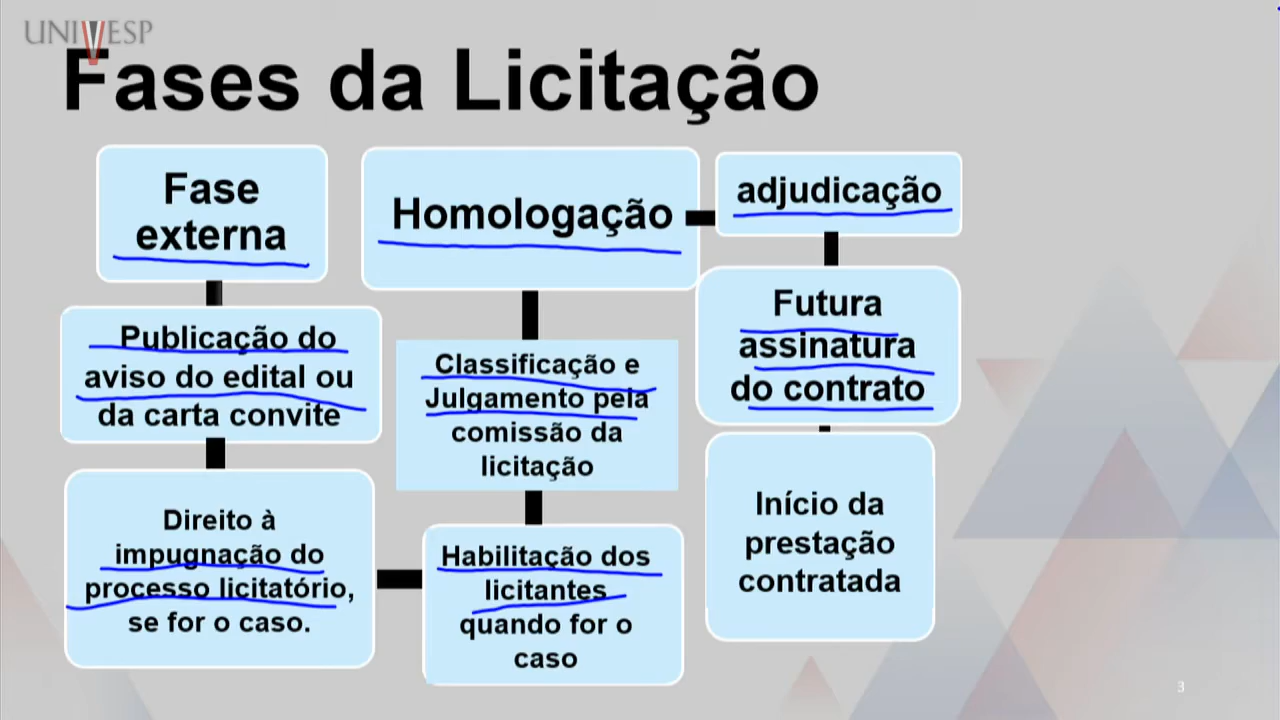 UNIVESP
Fases da Licitação
Fase
externa
Publicação do
aviso do edital ou
da carta convite
Direito à
impugnação do
processo licitatório,
se for o caso.
Habilitação dos
licitantes
quando for o
caso
Classificação e
Julgamento pela
comissão da
licitação
Homologação
adjudicação
Futura
assinatura
do contrato
Início da
prestação
contratada
3